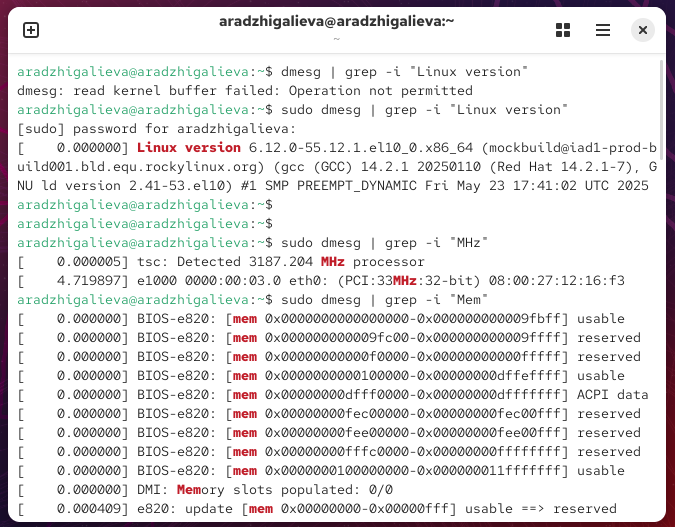 aradzhigalieva@aradzhigalieva:~
~
aradzhigalieva@aradzhigalieva:~$ dmesg | grep -i "Linux version"
dmesg: read kernel buffer failed: Operation not permitted
aradzhigalieva@aradzhigalieva:~$ sudo dmesg | grep -i "Linux version"
[sudo] password for aradzhigalieva:
[    0.000000] Linux version 6.12.0-55.12.1.el10_0.x86_64 (mockbuild@iad1-prod-b
uild001.bld.equ.rockylinux.org) (gcc (GCC) 14.2.1 20250110 (Red Hat 14.2.1-7), G
NU ld version 2.41-53.el10) #1 SMP PREEMPT_DYNAMIC Fri May 23 17:41:02 UTC 2025
aradzhigalieva@aradzhigalieva:~$
aradzhigalieva@aradzhigalieva:~$
aradzhigalieva@aradzhigalieva:~$ sudo dmesg | grep -i "MHz"
[    0.000005] tsc: Detected 3187.204 MHz processor
[    4.719897] e1000 0000:00:03.0 eth0: (PCI:33MHz:32-bit) 08:00:27:12:16:f3
aradzhigalieva@aradzhigalieva:~$ sudo dmesg | grep -i "Mem"
[    0.000000] BIOS-e820: [mem 0x0000000000000000-0x000000000009fbff] usable
[    0.000000] BIOS-e820: [mem 0x000000000009fc00-0x000000000009ffff] reserved
[    0.000000] BIOS-e820: [mem 0x00000000000f0000-0x00000000000fffff] reserved
[    0.000000] BIOS-e820: [mem 0x0000000000100000-0x00000000dffeffff] usable
[    0.000000] BIOS-e820: [mem 0x00000000dfff0000-0x00000000dfffffff] ACPI data
[    0.000000] BIOS-e820: [mem 0x00000000fec00000-0x00000000fec00fff] reserved
[    0.000000] BIOS-e820: [mem 0x00000000fee00000-0x00000000fee00fff] reserved
[    0.000000] BIOS-e820: [mem 0x00000000fffc0000-0x00000000ffffffff] reserved
[    0.000000] BIOS-e820: [mem 0x0000000100000000-0x000000011fffffff] usable
[    0.000000] DMI: Memory slots populated: 0/0
[    0.000409] e820: update [mem 0x00000000-0x00000fff] usable ==> reserved